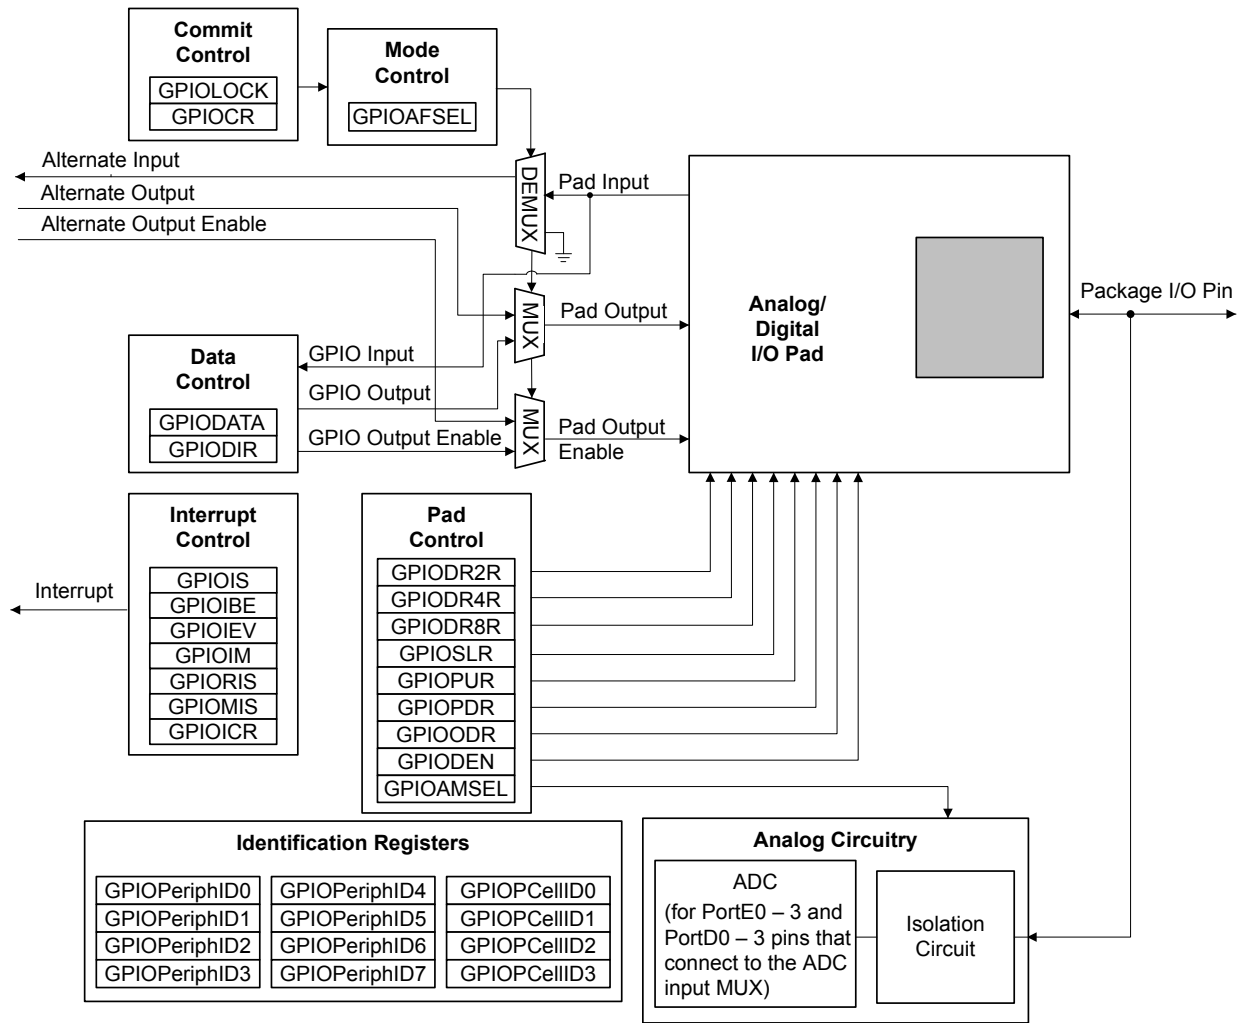 Commit
Control
GPIOLOCK
GPIOCR
Mode
Control
GPIOAFSEL
Alternate Input
Alternate Output
Alternate Output Enable
DEMUX
Pad Input
MUX
Pad Output
MUX
Pad Output
Enable
Analog/
Digital
I/O Pad
Package I/O Pin
Data
Control
GPIODATA
GPIODIR
GPIO Input
GPIO Output
GPIO Output Enable
Interrupt
Control
GPIOIS
GPIOIBE
GPIOIEV
GPIOIM
GPIORIS
GPIOMIS
GPIOICR
Interrupt
Pad
Control
GPIODR2R
GPIODR4R
GPIODR8R
GPIOSLR
GPIOPUR
GPIOPDR
GPIOODR
GPIODEN
GPIOAMSEL
Identification Registers
GPIOPeriphID0
GPIOPeriphID1
GPIOPeriphID2
GPIOPeriphID3
GPIOPeriphID4
GPIOPeriphID5
GPIOPeriphID6
GPIOPeriphID7
GPIOPCellID0
GPIOPCellID1
GPIOPCellID2
GPIOPCellID3
Analog Circuitry
ADC
(for PortE0 – 3 and
PortD0 – 3 pins that
connect to the ADC
input MUX)
Isolation
Circuit